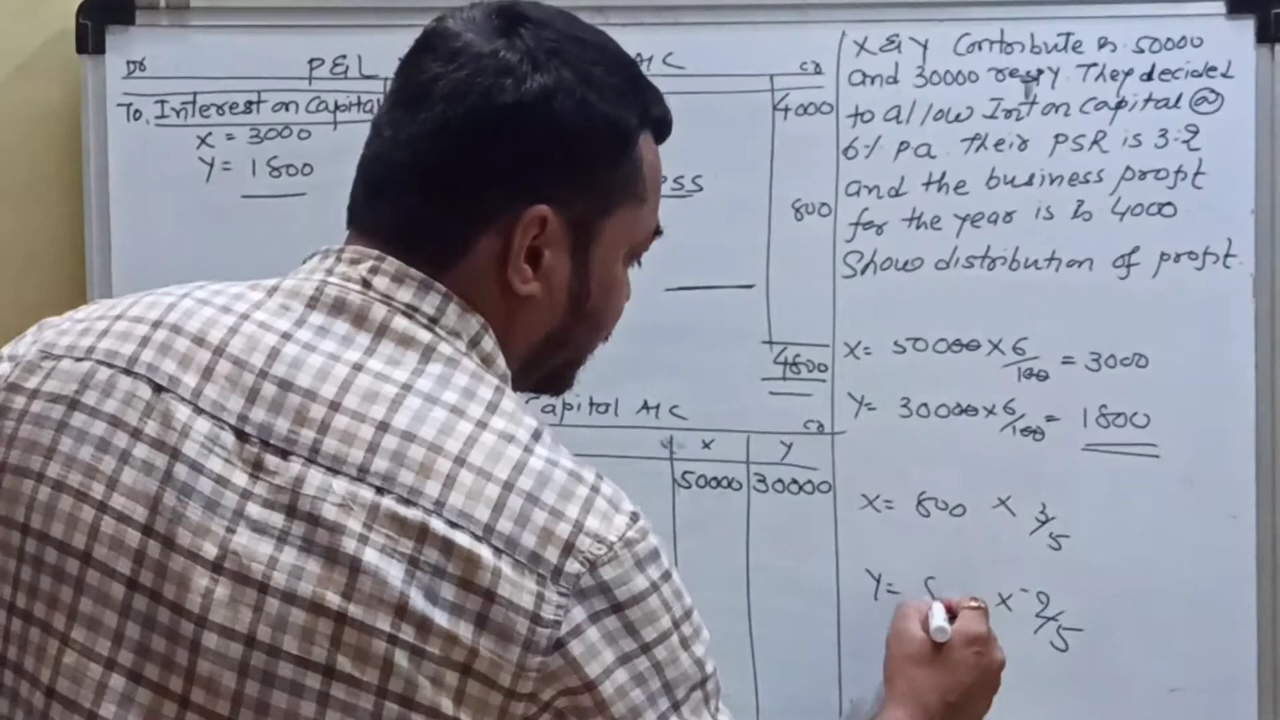 Dr P&L A/C Cr
To, Interest on Capital 4000
X = 3000
Y = 1800
800
4800
Capital A/C Cr
X Y
50000 30000
X & Y Contribute Rs. 50000
and 30000 respy. They decided
to allow Int on Capital @
6% pa their PSR is 3:2
and the business profit
for the year is Rs 4000
Show distribution of profit.
X = 50000 x 6/100 = 3000
Y = 30000 x 6/100 = 1800
X = 800 x 3/5
Y = x 2/5